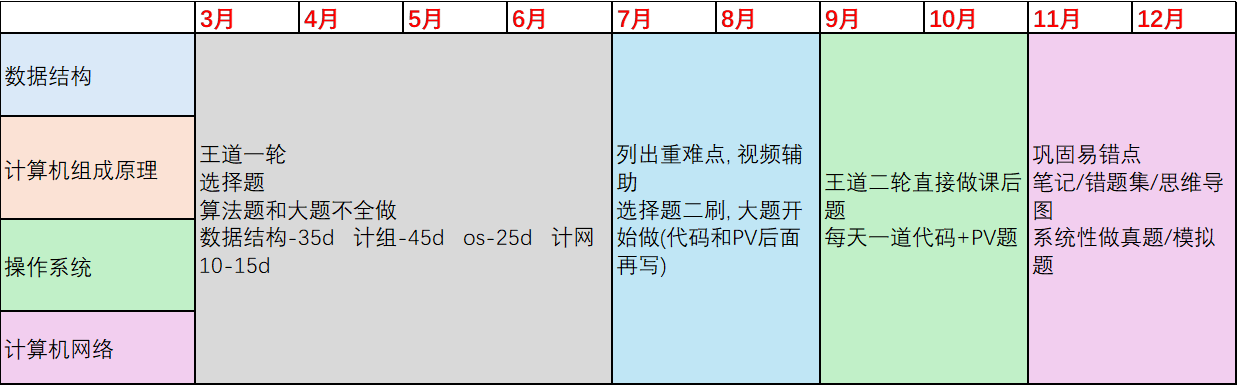 3月 4月 5月 6月 7月 8月 9月 10月 11月 12月
数据结构
计算机组成原理
操作系统
计算机网络
王道一轮
选择题
算法题和大题不全做
数据结构-35d 计组-45d os-25d 计网
10-15d
列出重难点, 视频辅
助
选择题二刷, 大题开
始做(代码和PV后面
再写)
王道二轮直接做课后
题
每天一道代码+PV题
巩固易错点
笔记/错题集/思维导
图
系统性做真题/模拟
题